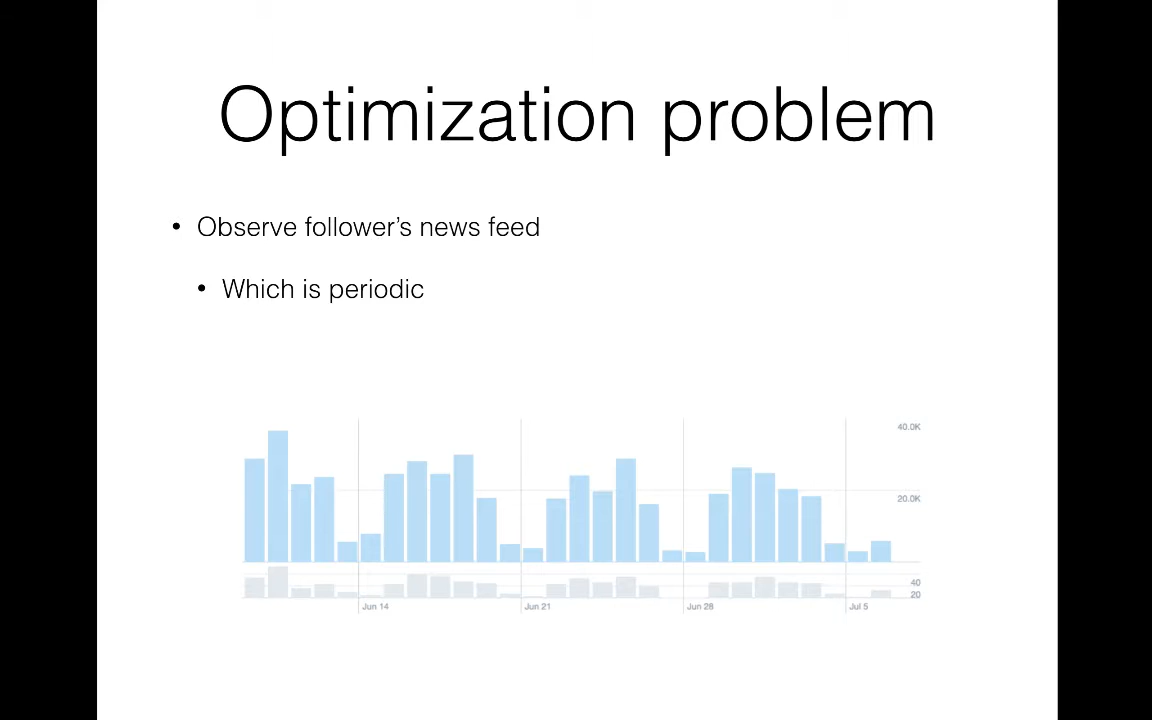 Optimization problem
• Observe follower’s news feed
• Which is periodic
40.0K
20.0K
40
20
Jun 14 Jun 21 Jun 28 Jul 5